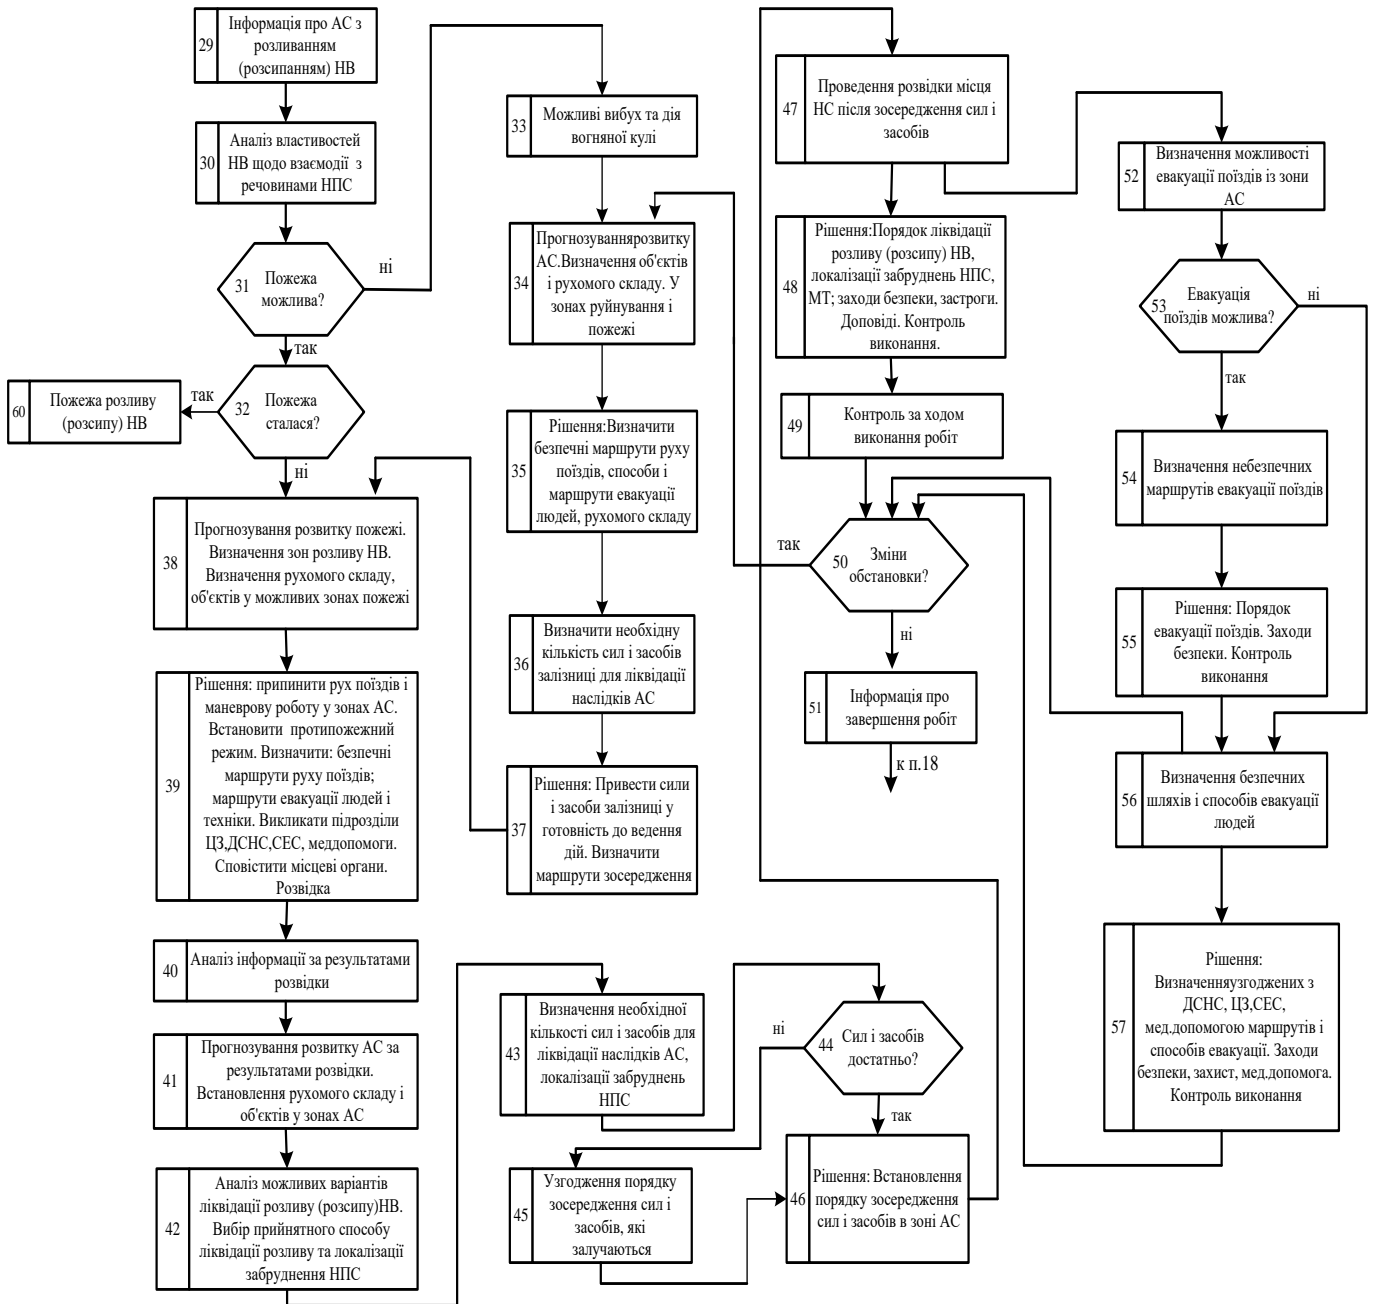 29
Інформація про АС з
розливанням
(розсипанням) НВ
30
Аналіз властивостей
НВ щодо взаємодії з
речовинами НПС
31
Пожежа
можлива?
ні
так
32
Пожежа
сталася?
так
ні
60
Пожежа розливу
(розсипу) НВ
38
Прогнозування розвитку пожежі.
Визначення зон розливу НВ.
Визначення рухомого складу,
об'єктів у можливих зонах пожежі
39
Рішення: припинити рух поїздів і
маневрову роботу у зонах АС.
Встановити протипожежний
режим. Визначити: безпечні
маршрути руху поїздів;
маршрути евакуації людей і
техніки. Викликати підрозділи
ЦЗ,ДСНС,СЕС, меддопомоги.
Сповістити місцеві органи.
Розвідка
40
Аналіз інформації за результатами
розвідки
41
Прогнозування розвитку АС за
результатами розвідки.
Встановлення рухомого складу і
об'єктів у зонах АС
42
Аналіз можливих варіантів
ліквідації розливу (розсипу)НВ.
Вибір прийнятного способу
ліквідації розливу та локалізації
забруднення НПС
33
Можливі вибух та дія
вогняної кулі
34
Прогнозуваннярозвитку
АС.Визначення об'єктів
і рухомого складу. У
зонах руйнування і
пожежі
35
Рішення:Визначити
безпечні маршрути руху
поїздів, способи і
маршрути евакуації
людей, рухомого складу
36
Визначити необхідну
кількість сил і засобів
залізниці для ліквідації
наслідків АС
37
Рішення: Привести сили
і засоби залізниці у
готовність до ведення
дій. Визначити
маршрути зосередження
43
Визначення необхідної
кількості сил і засобів для
ліквідації наслідків АС,
локалізації забруднень
НПС
44
Сил і засобів
достатньо?
ні
так
45
Узгодження порядку
зосередження сил і
засобів, які
залучаються
46
Рішення: Встановлення
порядку зосередження
сил і засобів в зоні АС
47
Проведення розвідки місця
НС після зосередження сил і
засобів
48
Рішення:Порядок ліквідації
розливу (розсипу) НВ,
локалізації забруднень НПС,
МТ; заходи безпеки, застроги.
Доповіді. Контроль
виконання.
49
Контроль за ходом
виконання робіт
50
Зміни
обстановки?
так
ні
51
Інформація про
завершення робіт
к п.18
52
Визначення можливості
евакуації поїздів із зони
АС
53
Евакуація
поїздів можлива?
ні
так
54
Визначення небезпечних
маршрутів евакуації поїздів
55
Рішення: Порядок
евакуації поїздів. Заходи
безпеки. Контроль
виконання
56
Визначення безпечних
шляхів і способів евакуації
людей
57
Рішення:
Визначенняузгоджених з
ДСНС, ЦЗ,СЕС,
мед.допомогою маршрутів і
способів евакуації. Заходи
безпеки, захист, мед.допомога.
Контроль виконання